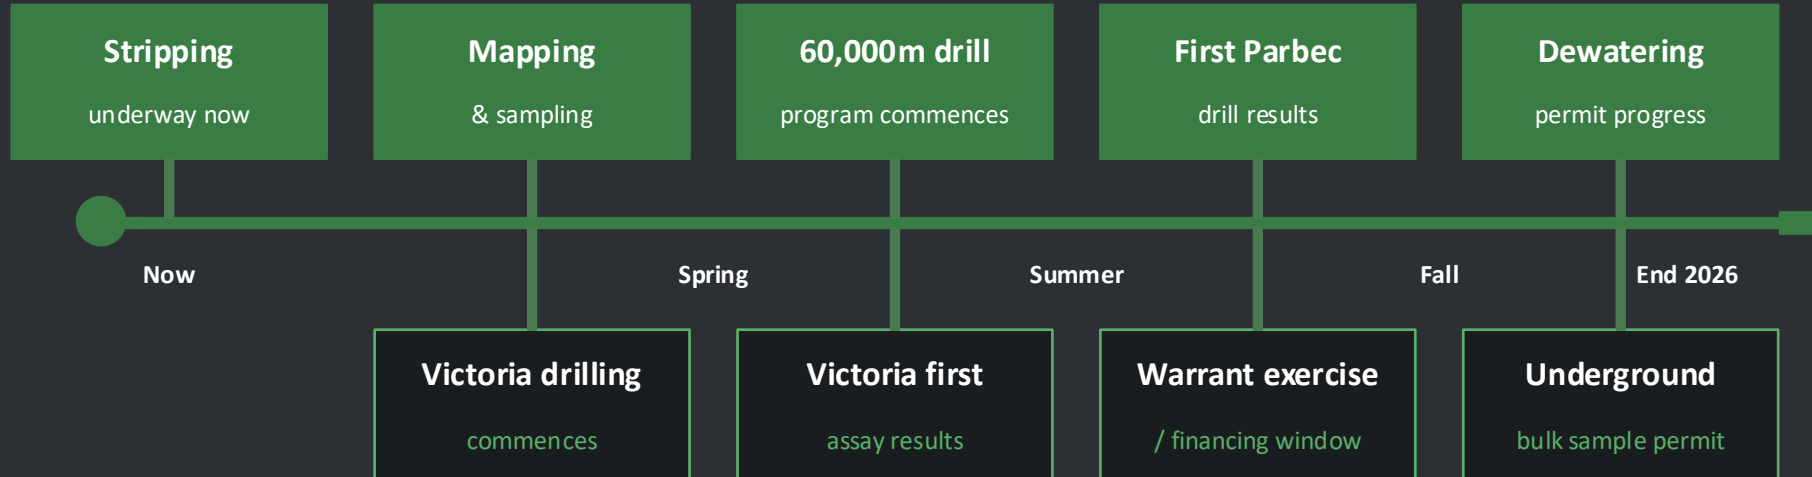 Stripping
underway now
Mapping
& sampling
60,000m drill
program commences
First Parbec
drill results
Dewatering
permit progress
Now
Spring
Summer
Fall
End 2026
Victoria drilling
commences
Victoria first
assay results
Warrant exercise
/ financing window
Underground
bulk sample permit